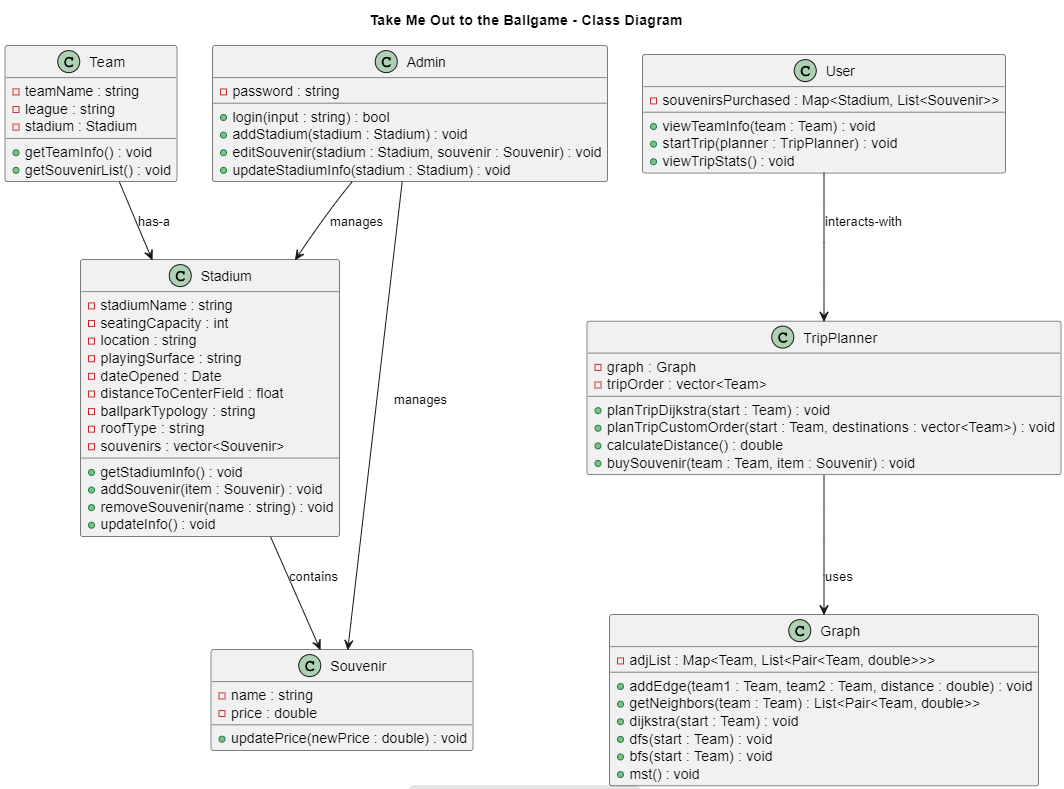 Take Me Out to the Ballgame - Class Diagram
C Team
teamName : string
league : string
stadium : Stadium
getTeamInfo() : void
getSouvenirList() : void
C Admin
password : string
login(input : string) : bool
addStadium(stadium : Stadium) : void
editSouvenir(stadium : Stadium, souvenir : Souvenir) : void
updateStadiumInfo(stadium : Stadium) : void
C User
souvenirsPurchased : Map<Stadium, List<Souvenir>>
viewTeamInfo(team : Team) : void
startTrip(planner : TripPlanner) : void
viewTripStats() : void
has-a
manages
interacts-with
C Stadium
stadiumName : string
seatingCapacity : int
location : string
playingSurface : string
dateOpened : Date
distanceToCenterField : float
ballparkTypology : string
roofType : string
souvenirs : vector<Souvenir>
getStadiumInfo() : void
addSouvenir(item : Souvenir) : void
removeSouvenir(name : string) : void
updateInfo() : void
manages
C TripPlanner
graph : Graph
tripOrder : vector<Team>
planTripDijkstra(start : Team) : void
planTripCustomOrder(start : Team, destinations : vector<Team>) : void
calculateDistance() : double
buySouvenir(team : Team, item : Souvenir) : void
contains
uses
C Souvenir
name : string
price : double
updatePrice(newPrice : double) : void
C Graph
adjList : Map<Team, List<Pair<Team, double>>>
addEdge(team1 : Team, team2 : Team, distance : double) : void
getNeighbors(team : Team) : List<Pair<Team, double>>
dijkstra(start : Team) : void
dfs(start : Team) : void
bfs(start : Team) : void
mst() : void